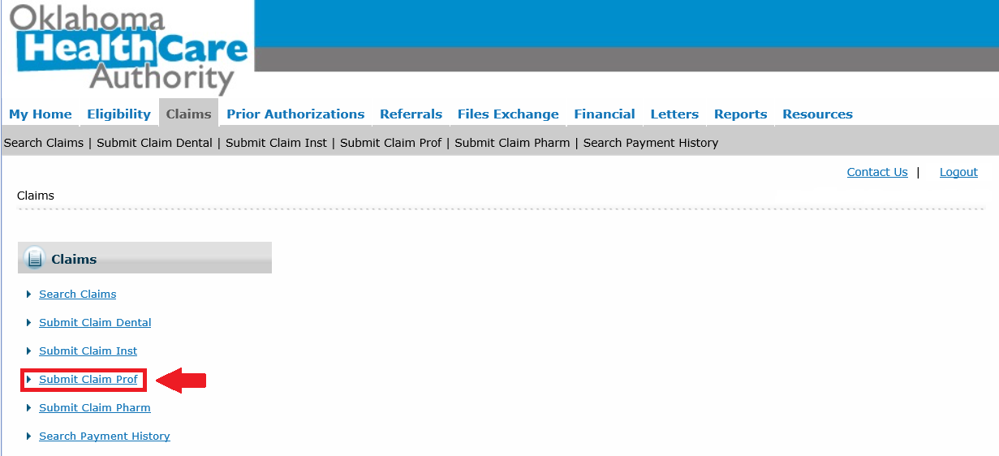 Oklahoma
HealthCare
Authority
My Home Eligibility Claims Prior Authorizations Referrals Files Exchange Financial Letters Reports Resources
Search Claims | Submit Claim Dental | Submit Claim Inst | Submit Claim Prof | Submit Claim Pharm | Search Payment History
Contact Us | Logout
Claims
Claims
Search Claims
Submit Claim Dental
Submit Claim Inst
Submit Claim Prof
Submit Claim Pharm
Search Payment History